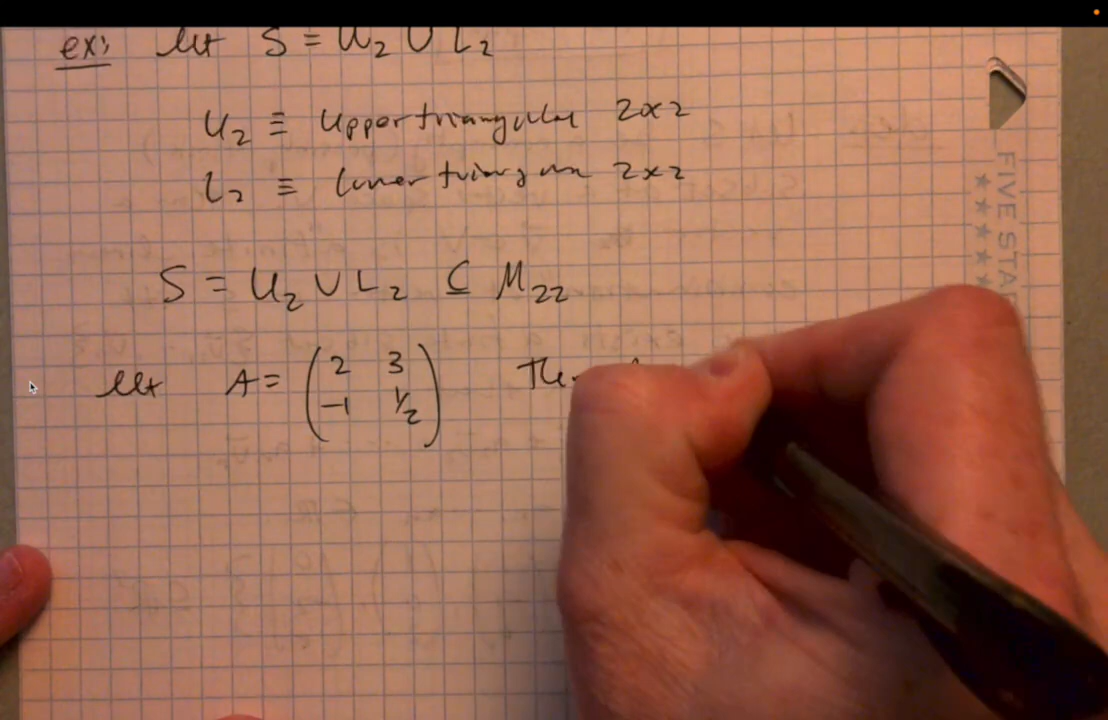 ex: let S = U₂ ∪ L₂
U₂ ≡ Upper triangular 2x2
L₂ ≡ lower triangular 2x2
S = U₂ ∪ L₂ ⊆ M₂₂
let A = (2 3
-1 1/2)
FIVE STA